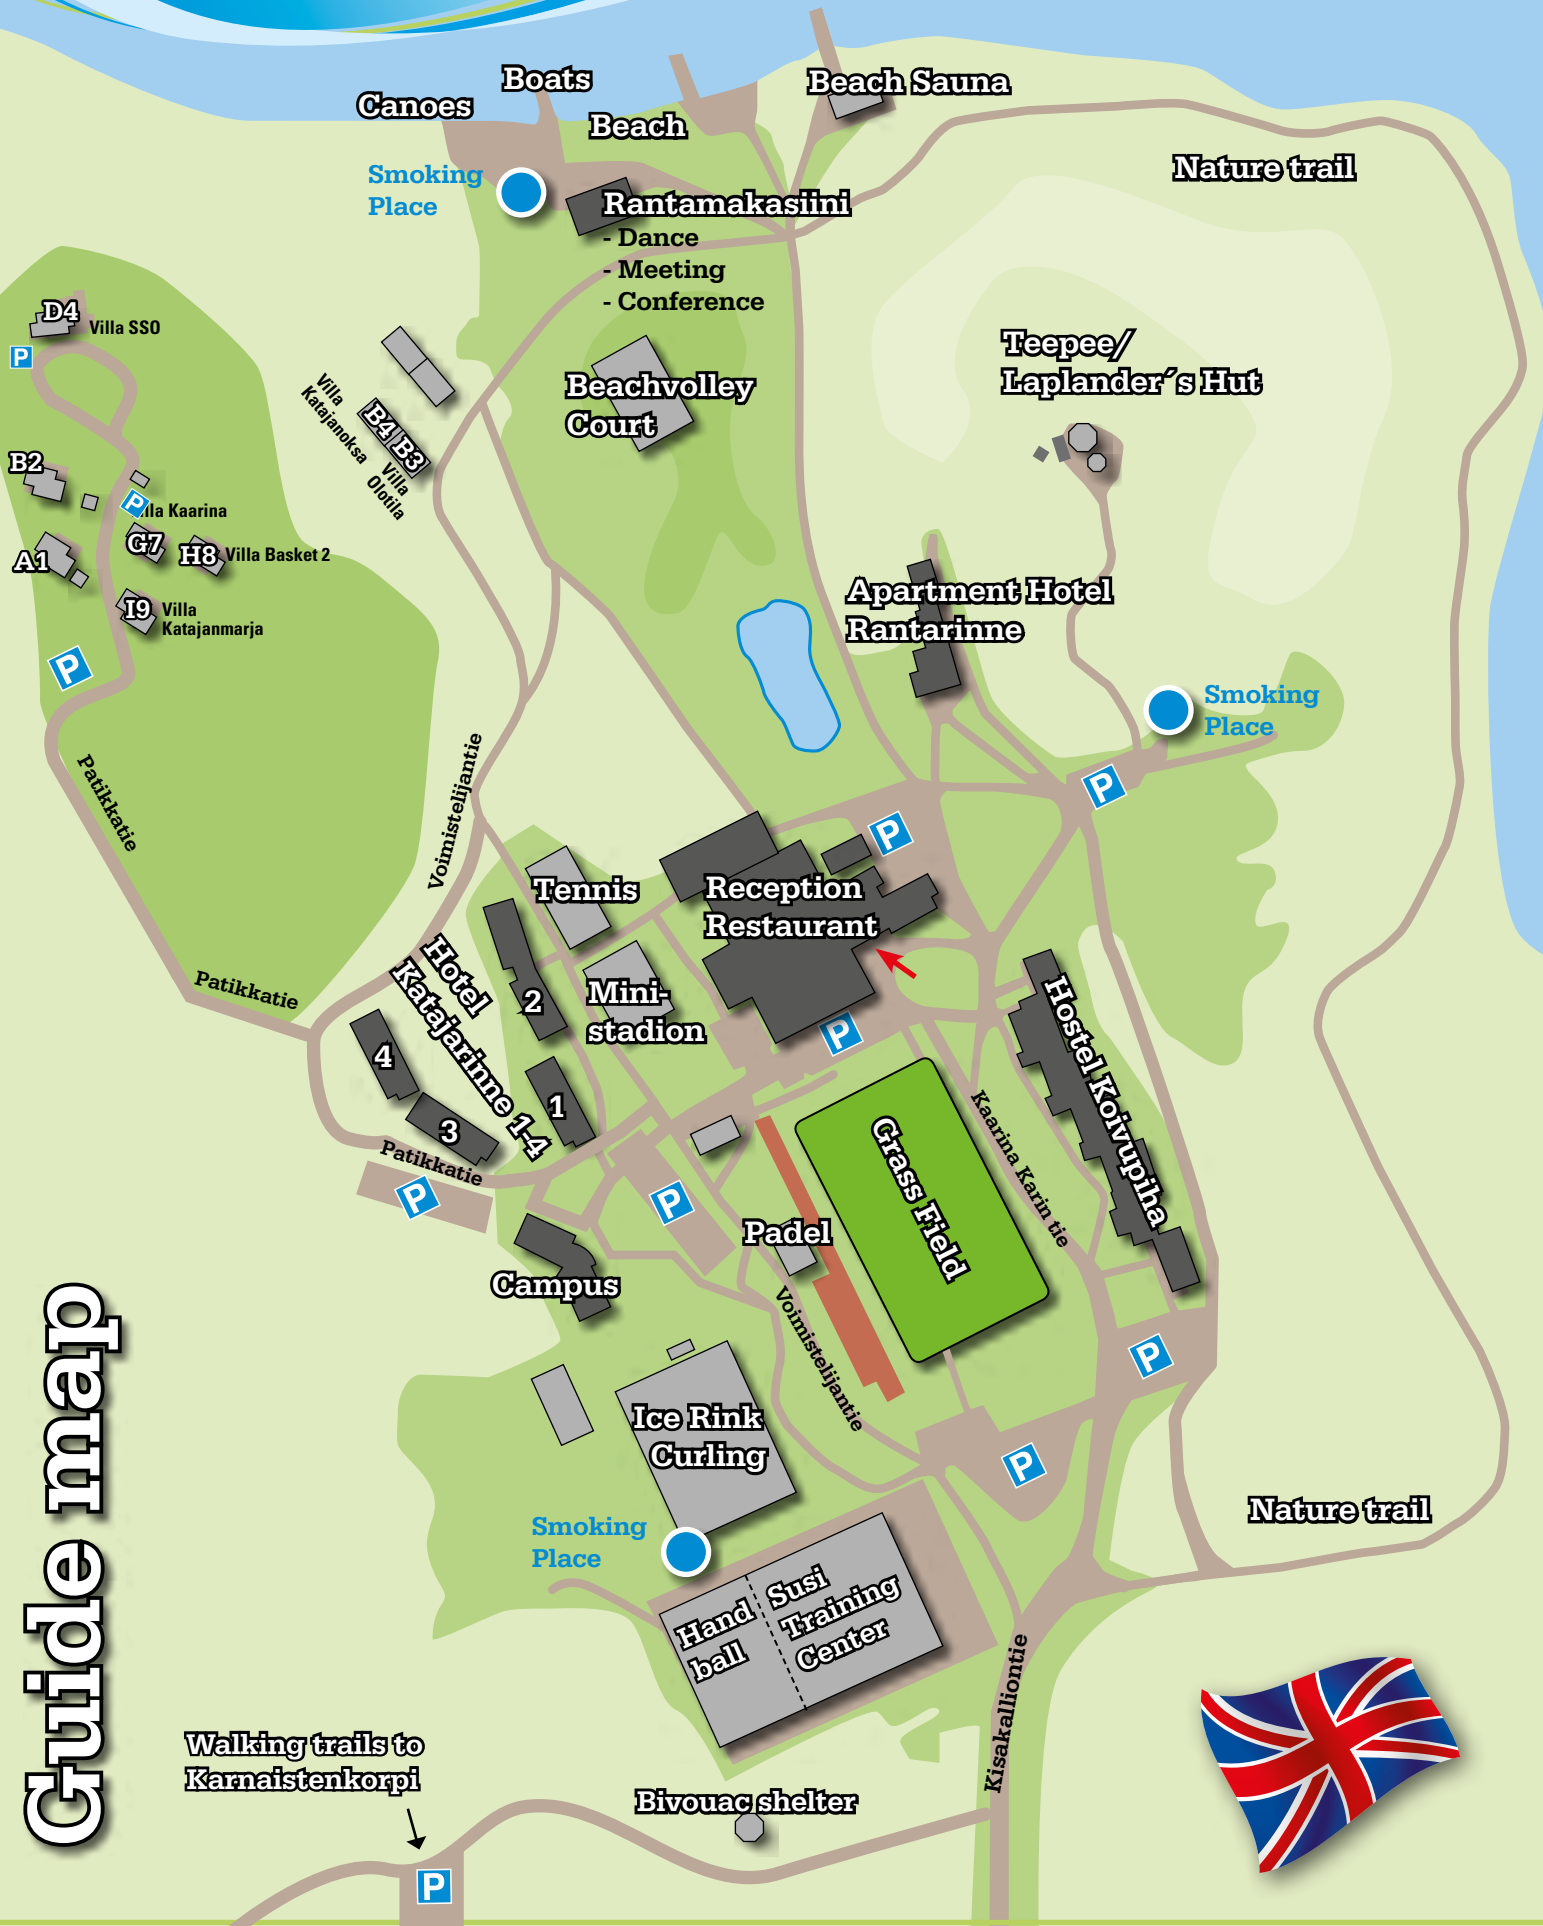 Boats
Canoes
Beach Sauna
Beach
Nature trail
Smoking
Place
Rantamakasiini
- Dance
- Meeting
- Conference
D4
Villa SSO
P
Teepee/
Laplander´s Hut
Villa
Katajanoksa
B4
B3
Villa
Olotila
Beachvolley
Court
B2
P
lla Kaarina
G7
H8
Villa Basket 2
A1
I9
Villa
Katajanmarja
P
Apartment Hotel
Rantarinne
Smoking
Place
P
Patikkatie
Voimistelijantie
P
Tennis
Reception
Restaurant
Patikkatie
Hotel
Katajarinne 1-4
2
Mini-
stadion
P
4
3
1
Hostel Koivupiha
Kaarina Karin tie
Grass Field
Patikkatie
P
P
Padel
Campus
Voimistelijantie
P
Ice Rink
Curling
P
Smoking
Place
Nature trail
Hand
ball
Susi
Training
Center
Kisakalliontie
Guide map
Walking trails to
Karnaistenkorpi
Bivouac shelter
P